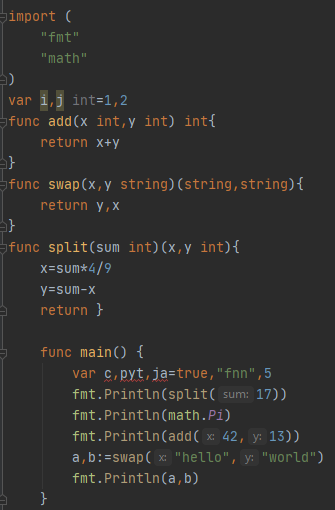 import (
    "fmt"
    "math"
)
var i,j int=1,2
func add(x int,y int) int{
    return x+y
}
func swap(x,y string)(string,string){
    return y,x
}
func split(sum int)(x,y int){
    x=sum*4/9
    y=sum-x
    return }

    func main() {
        var c,pyt,ja=true,"fnn",5
        fmt.Println(split( sum: 17))
        fmt.Println(math.Pi)
        fmt.Println(add( x: 42, y: 13))
        a,b:=swap( x: "hello", y: "world")
        fmt.Println(a,b)
    }